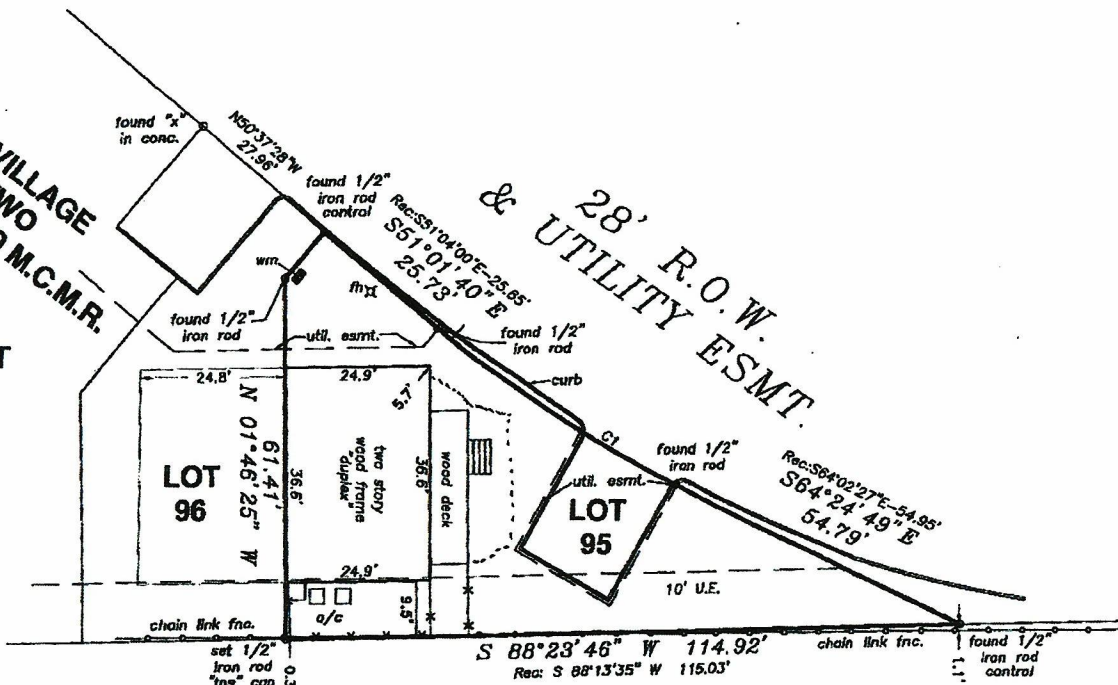 found "x"
in conc.
N50°37'28"W
27.96'
VILLAGE
WO
M.C.M.R.
T
found 1/2"
iron rod
control
Rec:S51°04'00"E-25.65'
S51°01'40"E
25.73'
28' R.O.W.
& UTILITY ESMT.
wm.
fh
found 1/2"
iron rod
util. esmt.
found 1/2"
iron rod
curb
24.8'
24.9'
5.7'
C1
found 1/2"
iron rod
Rec:S64°02'27"E-54.95'
S64°24'49"E
54.79'
N 01°46'25" W
61.41'
36.6'
two story
wood frame
"duplex"
36.6'
wood deck
LOT
96
util. esmt.
LOT
95
24.9'
10' U.E.
a/c
9.5'
chain link fnc.
set 1/2"
iron rod
S 88°23'46" W 114.92'
Rec: S 88°13'35" W 115.03'
chain link fnc.
found 1/2"
iron rod
control
1.1'